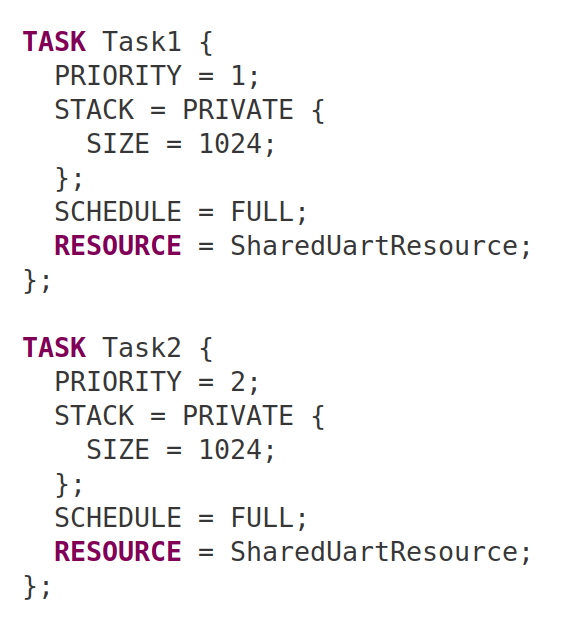 TASK Task1 {
  PRIORITY = 1;
  STACK = PRIVATE {
    SIZE = 1024;
  };
  SCHEDULE = FULL;
  RESOURCE = SharedUartResource;
};

TASK Task2 {
  PRIORITY = 2;
  STACK = PRIVATE {
    SIZE = 1024;
  };
  SCHEDULE = FULL;
  RESOURCE = SharedUartResource;
};